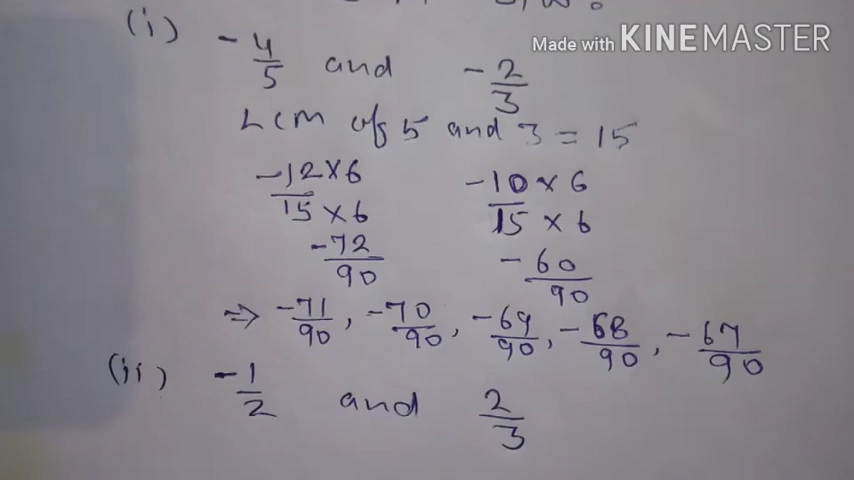 Made with KINEMASTER
(i) -4/5 and -2/3
LCM of 5 and 3 = 15
-12×6/15×6 -10×6/15×6
-72/90 -60/90
⇒ -71/90, -70/90, -69/90, -68/90, -67/90
(ii) -1/2 and 2/3